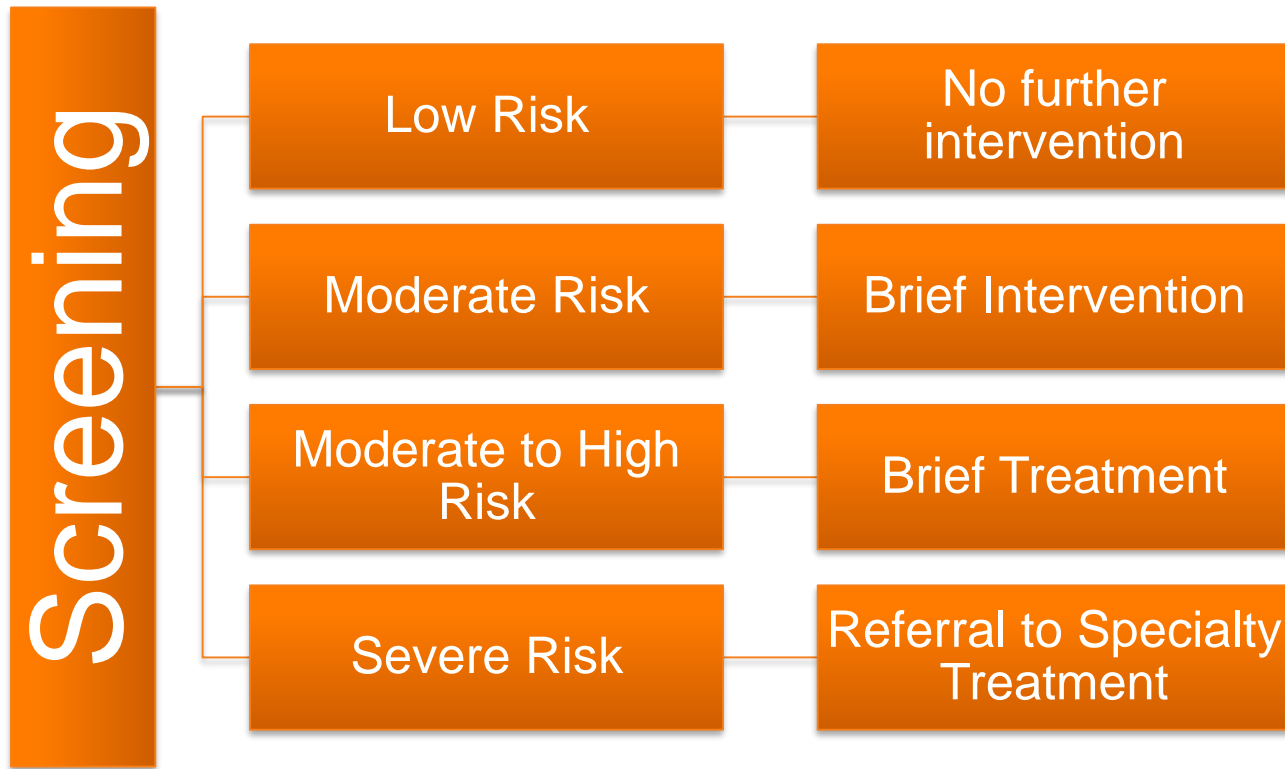 Screening
Low Risk
No further
intervention
Moderate Risk
Brief Intervention
Moderate to High
Risk
Brief Treatment
Severe Risk
Referral to Specialty
Treatment